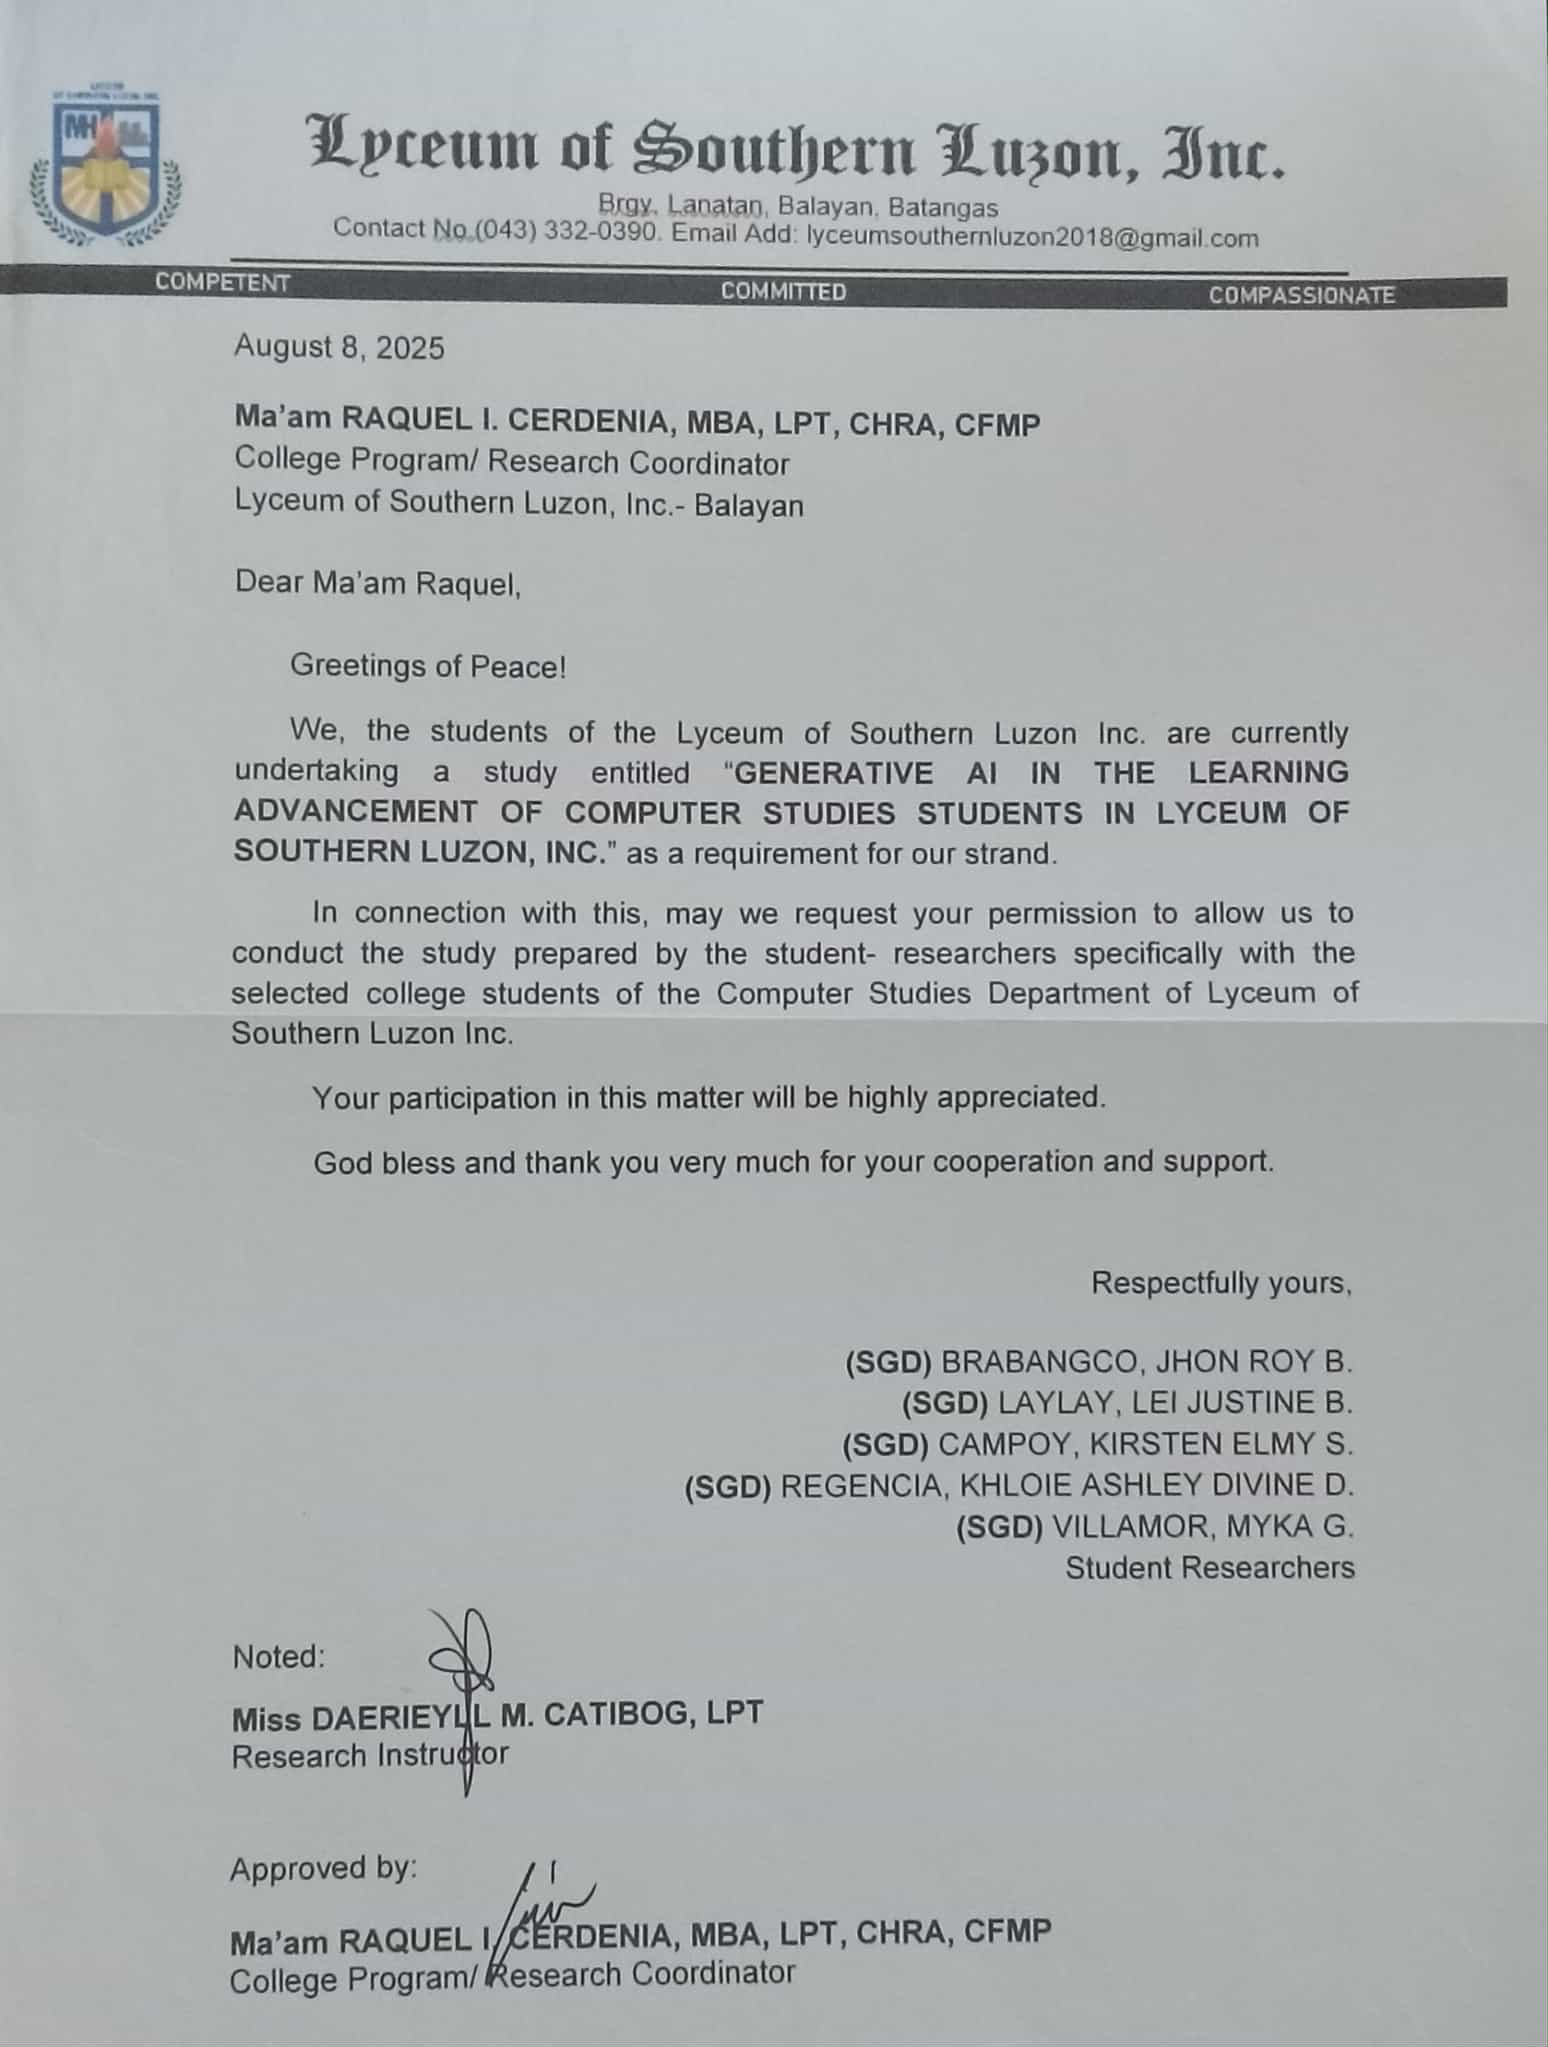 MH
Lyceum of Southern Luzon, Inc.
Brgy. Lanatan, Balayan, Batangas
Contact No.(043) 332-0390. Email Add: lyceumsouthernluzon2018@gmail.com
COMPETENT COMMITTED COMPASSIONATE
August 8, 2025
Ma'am RAQUEL I. CERDENIA, MBA, LPT, CHRA, CFMP
College Program/ Research Coordinator
Lyceum of Southern Luzon, Inc.- Balayan
Dear Ma'am Raquel,
Greetings of Peace!
We, the students of the Lyceum of Southern Luzon Inc. are currently
undertaking a study entitled “GENERATIVE AI IN THE LEARNING
ADVANCEMENT OF COMPUTER STUDIES STUDENTS IN LYCEUM OF
SOUTHERN LUZON, INC.” as a requirement for our strand.
In connection with this, may we request your permission to allow us to
conduct the study prepared by the student- researchers specifically with the
selected college students of the Computer Studies Department of Lyceum of
Southern Luzon Inc.
Your participation in this matter will be highly appreciated.
God bless and thank you very much for your cooperation and support.
Respectfully yours,
(SGD) BRABANGCO, JHON ROY B.
(SGD) LAYLAY, LEI JUSTINE B.
(SGD) CAMPOY, KIRSTEN ELMY S.
(SGD) REGENCIA, KHLOIE ASHLEY DIVINE D.
(SGD) VILLAMOR, MYKA G.
Student Researchers
Noted:
Miss DAERIEYLL M. CATIBOG, LPT
Research Instructor
Approved by:
Ma'am RAQUEL I. CERDENIA, MBA, LPT, CHRA, CFMP
College Program/ Research Coordinator